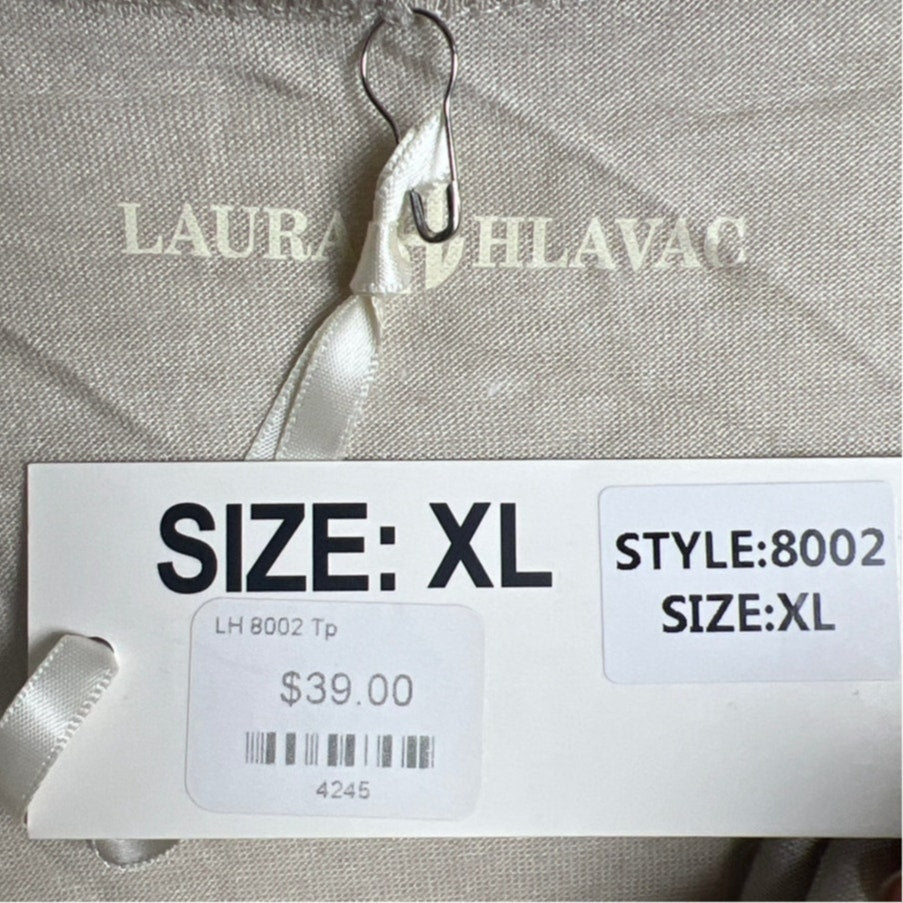 LAURA HLAVAC
SIZE: XL
STYLE:8002
SIZE:XL
LH 8002 Tp
$39.00
4245